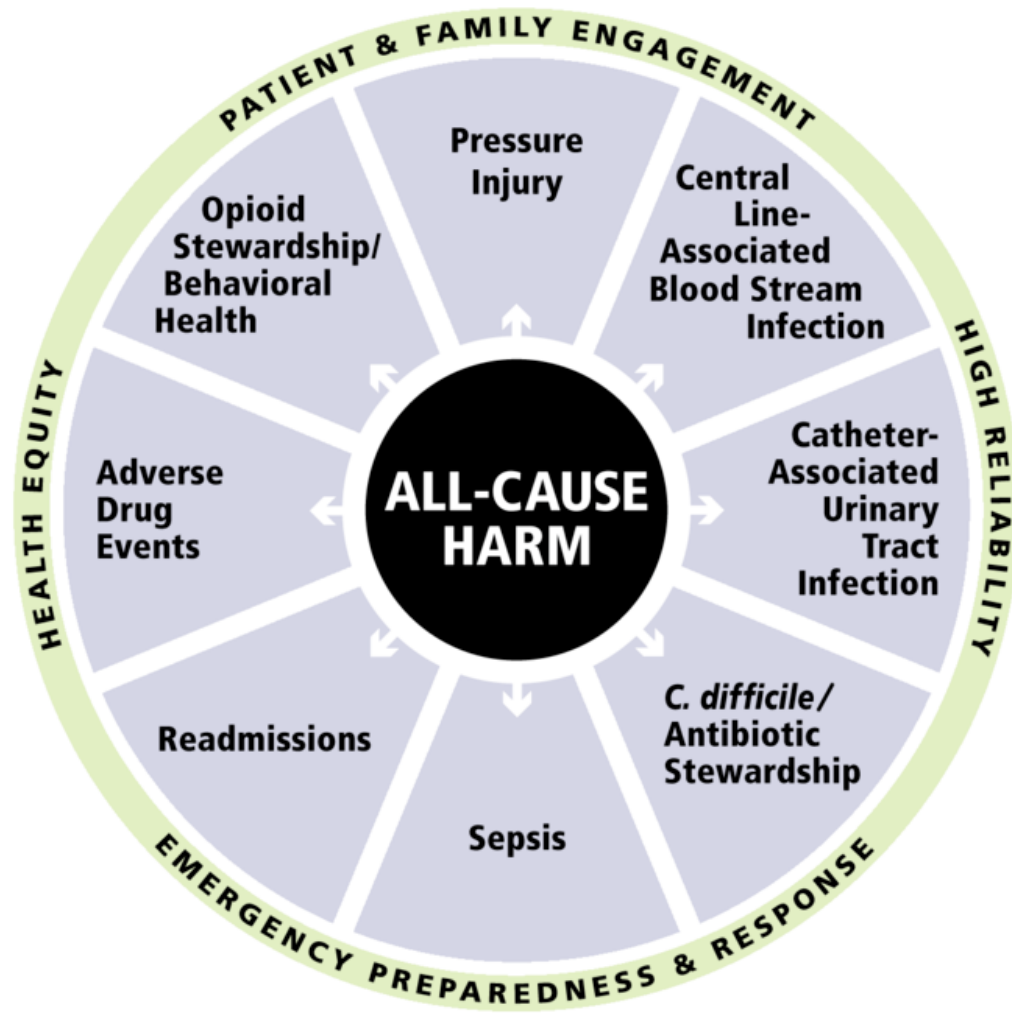 PATIENT & FAMILY ENGAGEMENT
Pressure
Injury
Central
Line-
Associated
Blood Stream
Infection
HIGH RELIABILITY
Catheter-
Associated
Urinary
Tract
Infection
C. difficile/
Antibiotic
Stewardship
EMERGENCY PREPAREDNESS & RESPONSE
Sepsis
Readmissions
HEALTH EQUITY
Adverse
Drug
Events
Opioid
Stewardship/
Behavioral
Health
ALL-CAUSE
HARM